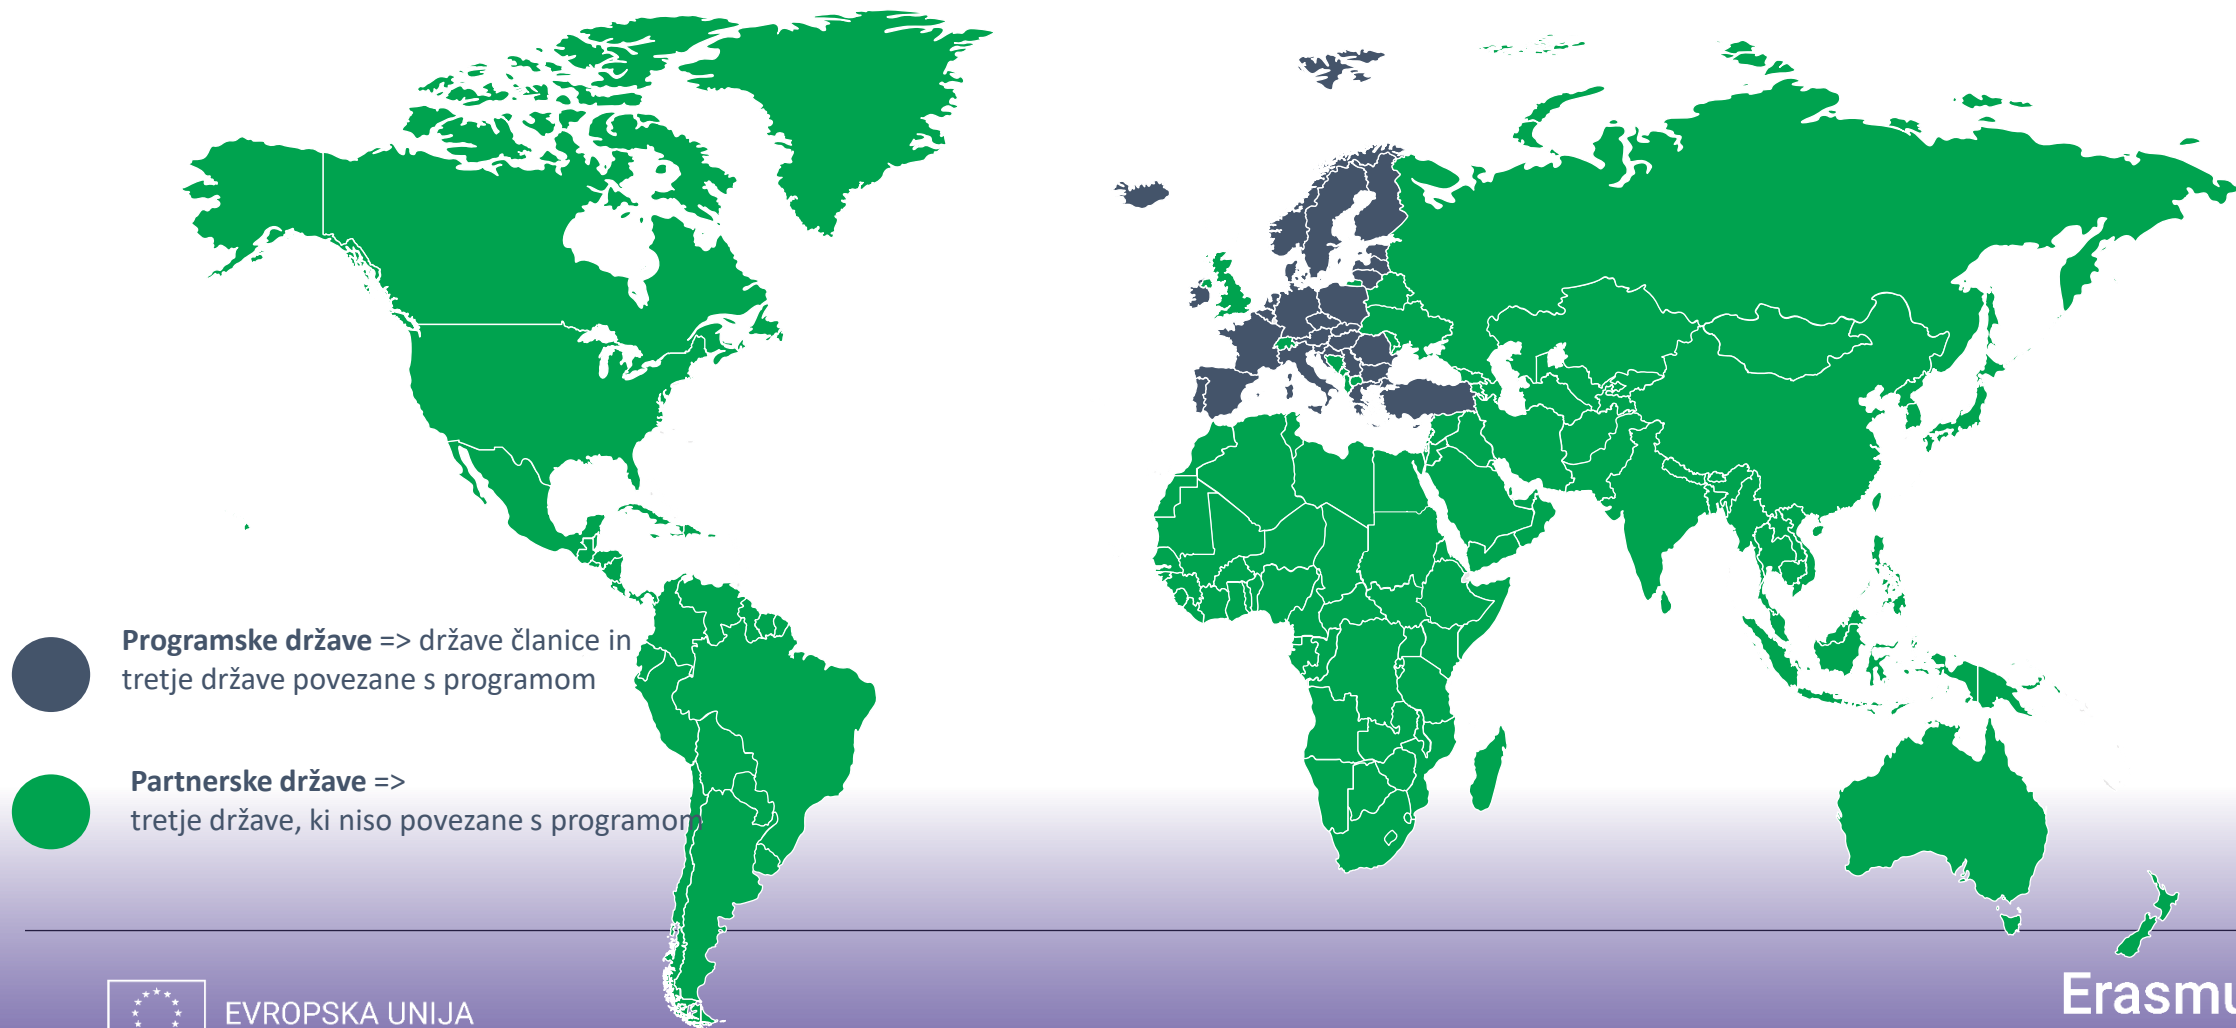 Programske države => države članice in
tretje države povezane s programom
Partnerske države =>
tretje države, ki niso povezane s programom
EVROPSKA UNIJA
Erasmu